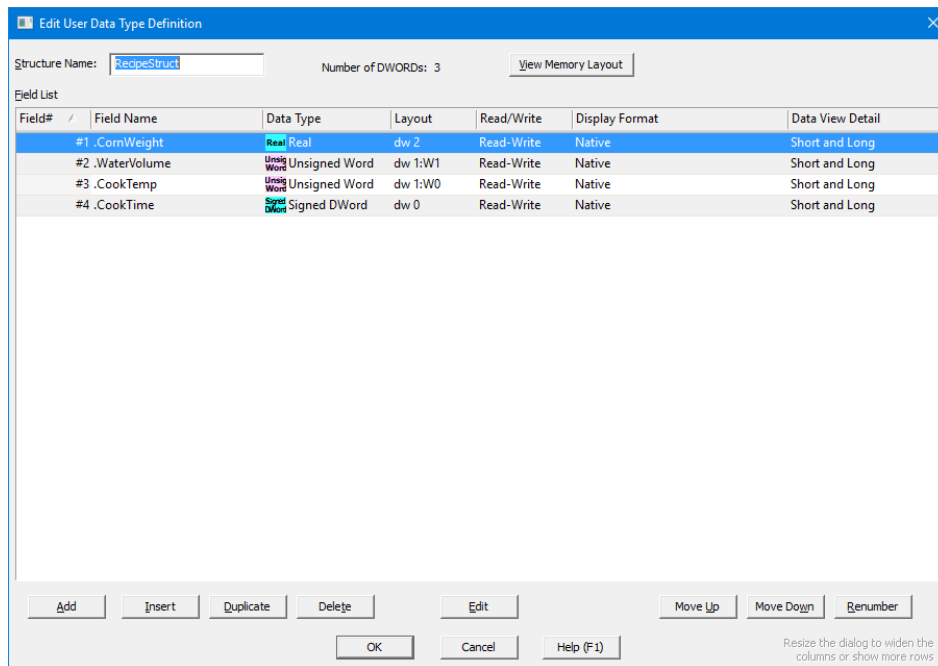 Edit User Data Type Definition
Structure Name: RecipeStruct Number of DWORDs: 3 View Memory Layout
Field List
Field# Field Name Data Type Layout Read/Write Display Format Data View Detail
#1 .CornWeight Real Real dw 2 Read-Write Native Short and Long
#2 .WaterVolume Unsig Word Unsigned Word dw 1:W1 Read-Write Native Short and Long
#3 .CookTemp Unsig Word Unsigned Word dw 1:W0 Read-Write Native Short and Long
#4 .CookTime Signed DWord Signed DWord dw 0 Read-Write Native Short and Long
Add Insert Duplicate Delete Edit Move Up Move Down Renumber
OK Cancel Help (F1) Resize the dialog to widen the
columns or show more rows